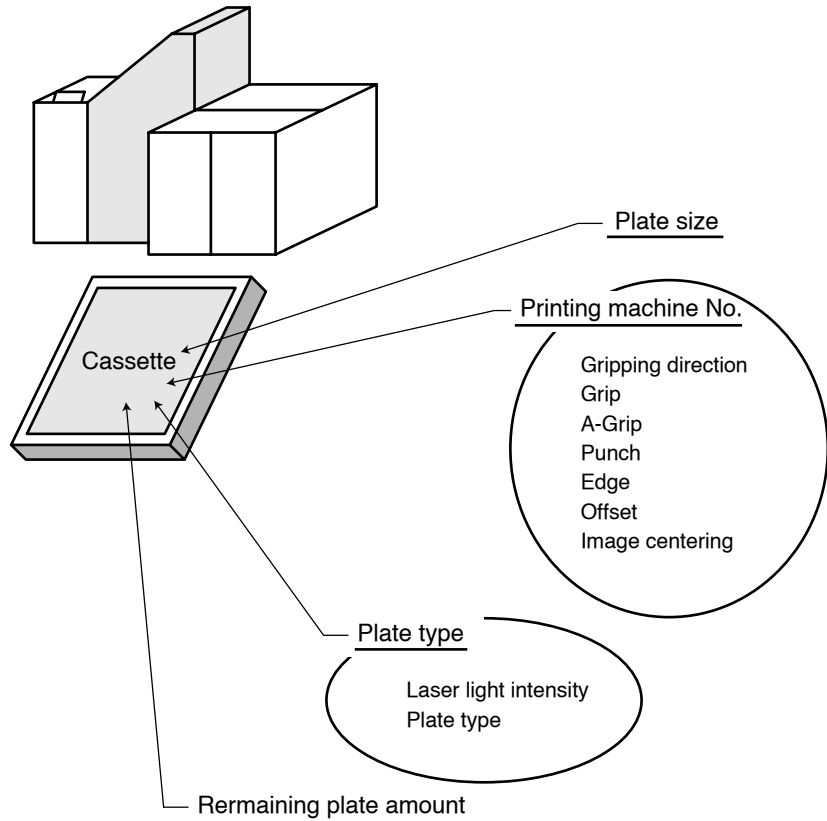 Plate size
Printing machine No.
Cassette
Gripping direction
Grip
A-Grip
Punch
Edge
Offset
Image centering
Plate type
Laser light intensity
Plate type
Rermaining plate amount